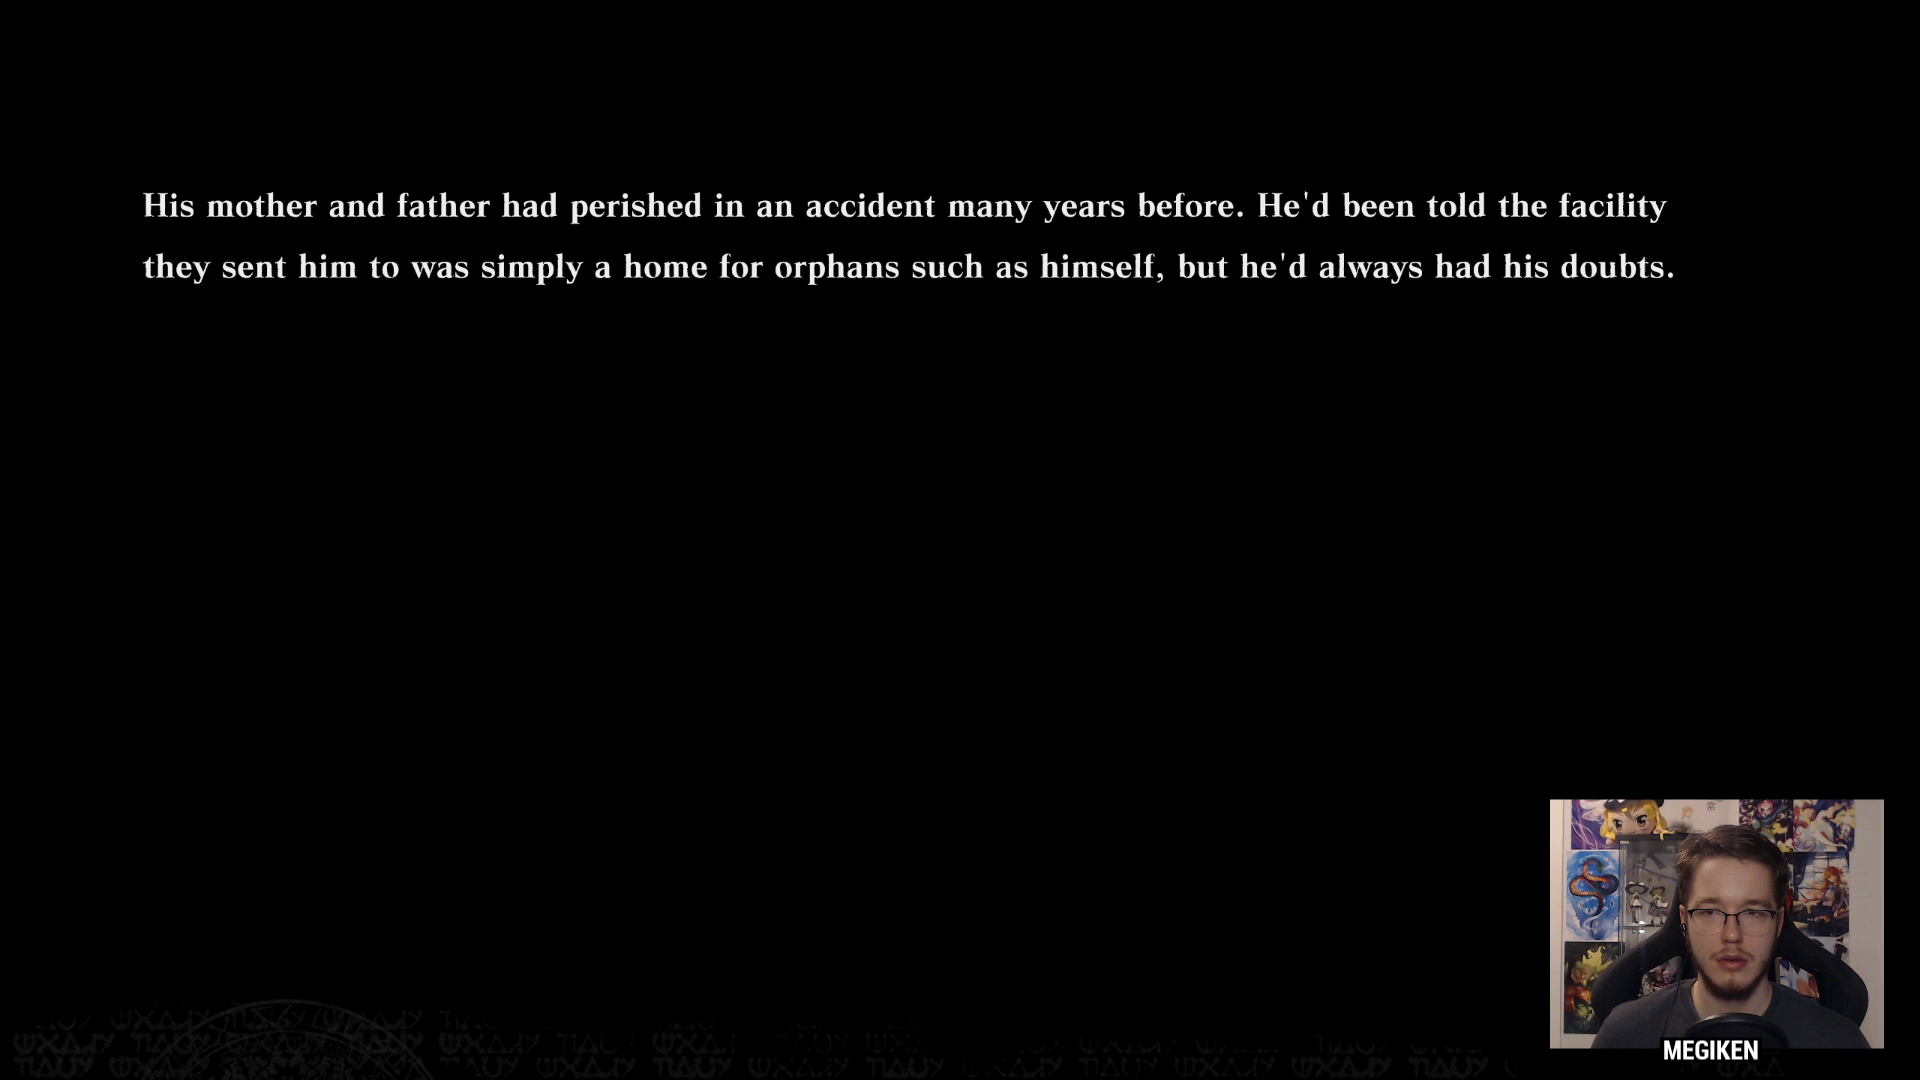 His mother and father had perished in an accident many years before. He'd been told the facility
they sent him to was simply a home for orphans such as himself, but he'd always had his doubts.
MEGIKEN